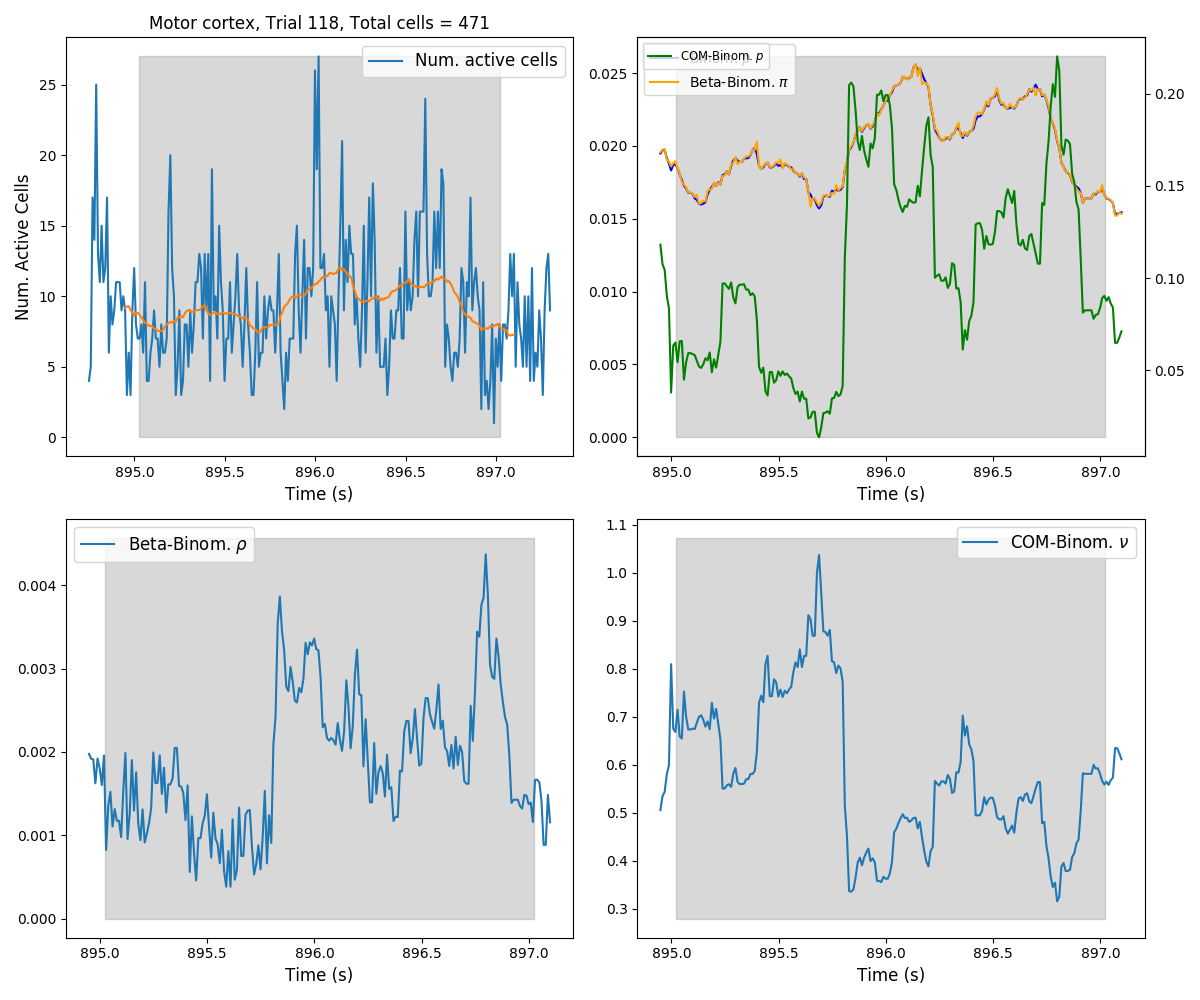 Motor cortex, Trial 118, Total cells = 471
Num. active cells
Num. Active Cells
25
20
15
10
5
0
895.0 895.5 896.0 896.5 897.0
Time (s)
COM-Binom. p
Beta-Binom. π
0.025
0.020
0.015
0.010
0.005
0.000
0.20
0.15
0.10
0.05
895.0 895.5 896.0 896.5 897.0
Time (s)
Beta-Binom. ρ
0.004
0.003
0.002
0.001
0.000
895.0 895.5 896.0 896.5 897.0
Time (s)
COM-Binom. ν
1.1
1.0
0.9
0.8
0.7
0.6
0.5
0.4
0.3
895.0 895.5 896.0 896.5 897.0
Time (s)